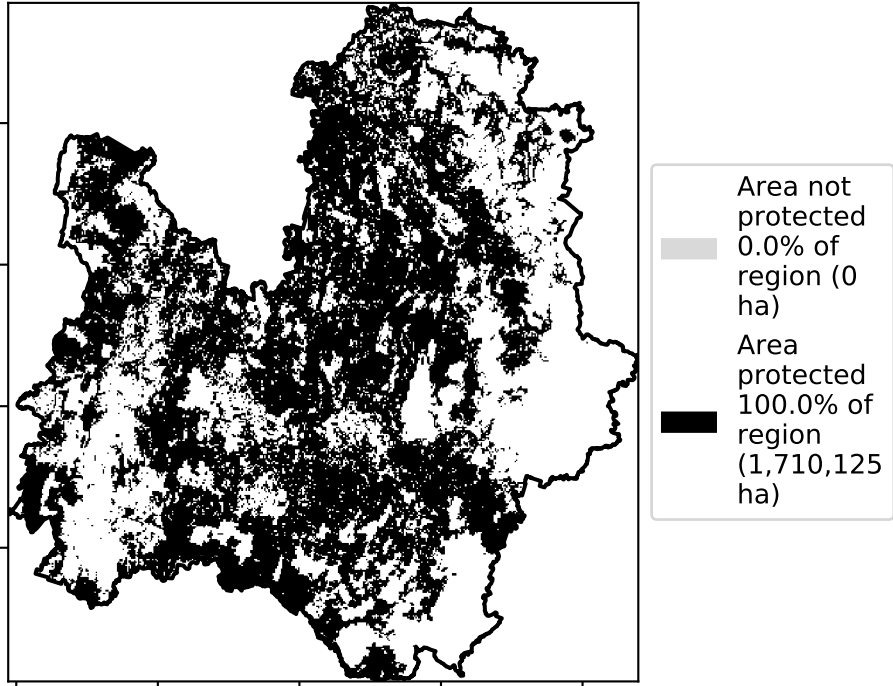 Area not
protected
0.0% of
region (0
ha)
Area
protected
100.0% of
region
(1,710,125
ha)